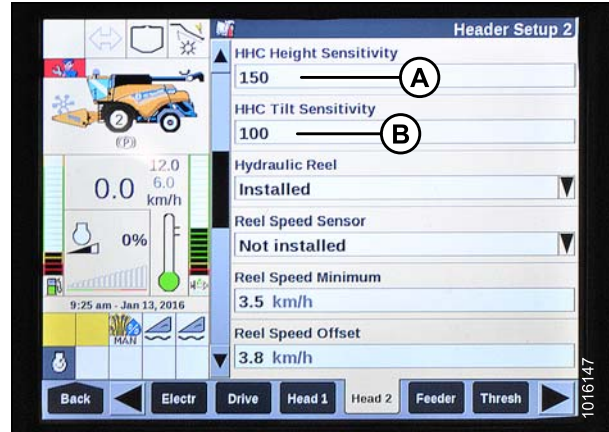 Header Setup 2
HHC Height Sensitivity
150
A
HHC Tilt Sensitivity
100
B
Hydraulic Reel
Installed
Reel Speed Sensor
Not installed
Reel Speed Minimum
3.5 km/h
Reel Speed Offset
3.8 km/h
2
(P)
0.0
12.0
6.0
km/h
0%
9:25 am - Jan 13, 2016
MAN
Back
Electr
Drive
Head 1
Head 2
Feeder
Thresh
1016147